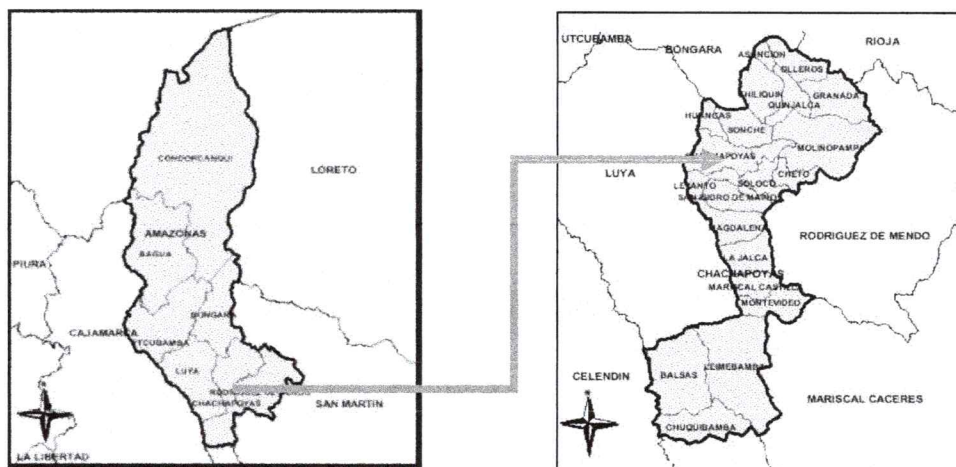 CONDORCANQUI
LORETO
AMAZONAS
BAGUA
PIURA
CAJAMARCA
BONGARA
UTCUBAMBA
LUYA
CHACHAPOYAS
SAN MARTIN
LA LIBERTAD
UTCUBAMBA
BONGARA
RIOJA
ASUNCION
OLLEROS
CHILIQUIN
GRANADA
QUINJALCA
HUANCAS
SONCHE
MOLINOPAMPA
LUYA
CHETO
SOLOCO
LEVANTO
MAGDALENA
RODRIGUEZ DE MENDO
LA JALCA
CHACHAPOYAS
MARISCAL CASTILL
MONTEVIDEO
CELENDIN
BALSAS
LEIMEBAMBA
MARISCAL CACERES
CHUQUIBAMBA